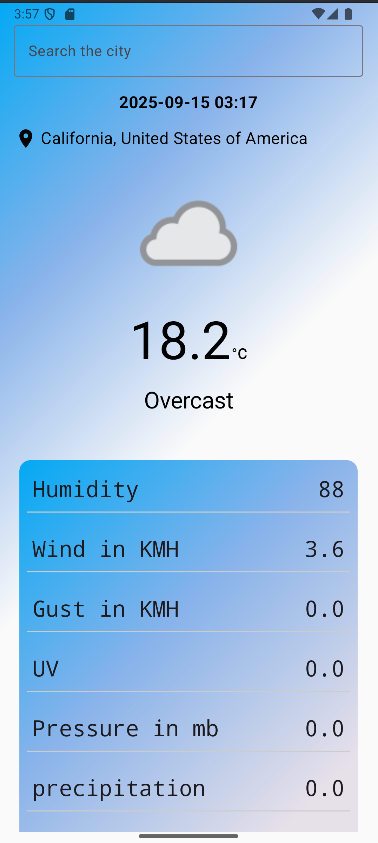 3:57
Search the city
2025-09-15 03:17
California, United States of America
18.2°C
Overcast
Humidity 88
Wind in KMH 3.6
Gust in KMH 0.0
UV 0.0
Pressure in mb 0.0
precipitation 0.0